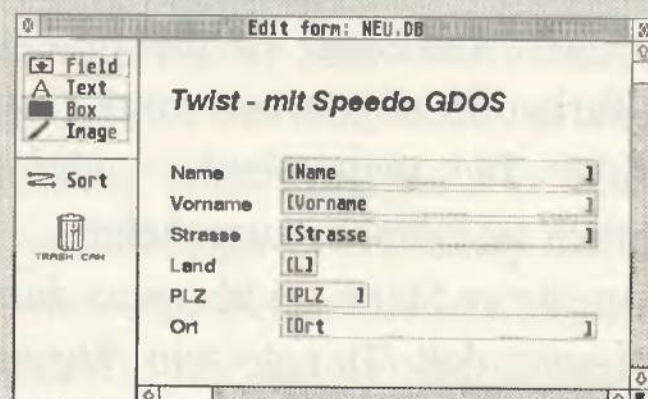 Edit form: NEU.DB
Field
Text
Box
Image
Sort
TRASH CAN
Twist - mit Speedo GDOS
Name [Name ]
Vorname [Vorname ]
Strasse [Strasse ]
Land [L]
PLZ [PLZ ]
Ort [Ort ]